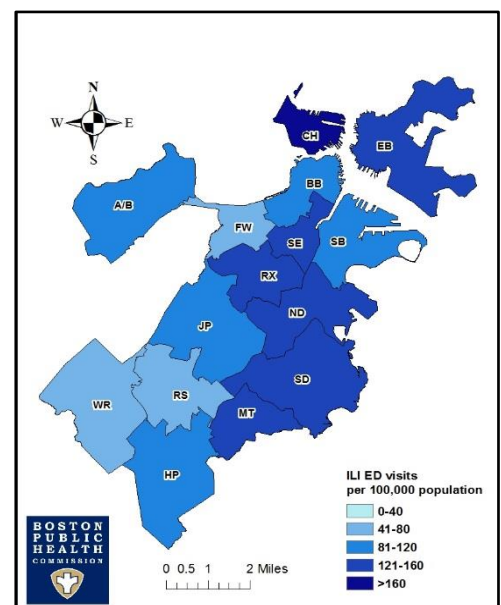 N
W E
S
CH
EB
A/B
BB
FW
SE
SB
RX
ND
JP
SD
WR
RS
MT
HP
ILI ED visits
per 100,000 population
0-40
41-80
81-120
121-160
>160
BOSTON
PUBLIC
HEALTH
COMMISSION
0 0.5 1 2 Miles